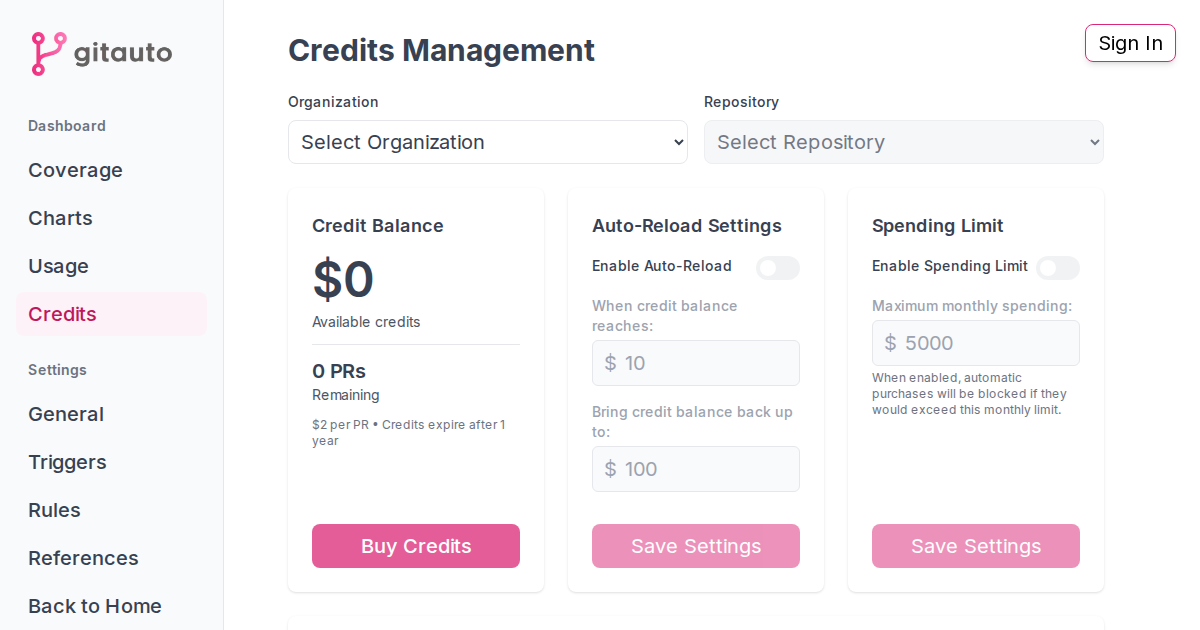 gitauto
Dashboard
Coverage
Charts
Usage
Credits
Settings
General
Triggers
Rules
References
Back to Home
Credits Management
Sign In
Organization
Select Organization
Repository
Select Repository
Credit Balance
$0
Available credits
0 PRs
Remaining
$2 per PR • Credits expire after 1
year
Buy Credits
Auto-Reload Settings
Enable Auto-Reload
When credit balance
reaches:
$ 10
Bring credit balance back up
to:
$ 100
Save Settings
Spending Limit
Enable Spending Limit
Maximum monthly spending:
$ 5000
When enabled, automatic
purchases will be blocked if they
would exceed this monthly limit.
Save Settings